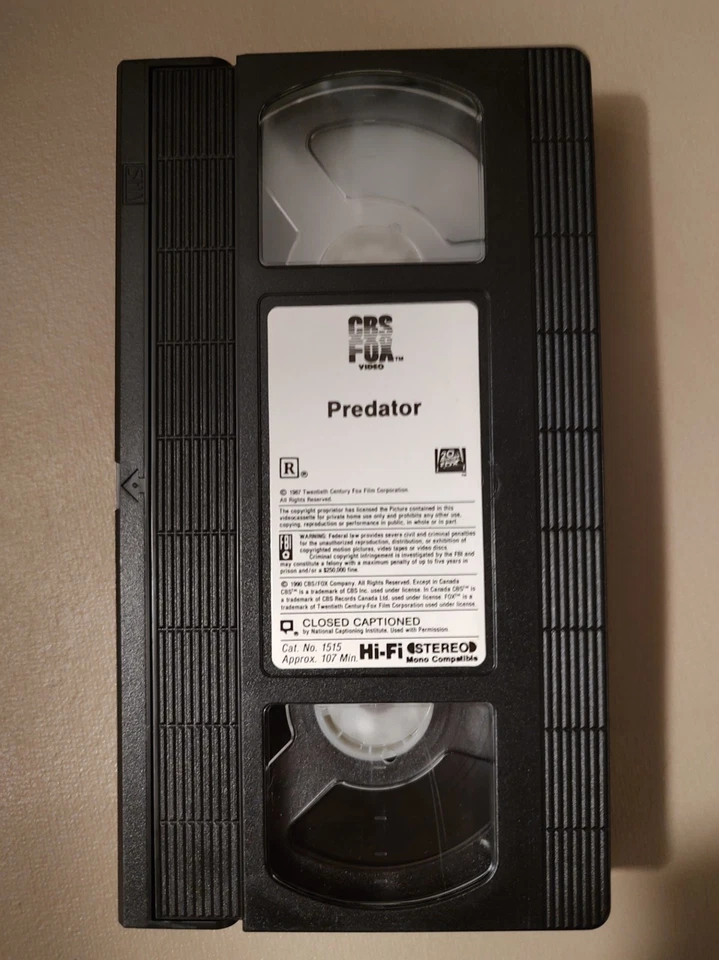 CBS
FOX™
VIDEO
Predator
R ®
20th
© 1987 Twentieth Century Fox Film Corporation
All Rights Reserved.
The copyright proprietor has licensed the Picture contained in this
videocassette for private home use only and prohibits any other use,
copying, reproduction or performance in public, in whole or in part.
FBI WARNING: Federal law provides severe civil and criminal penalties
for the unauthorized reproduction, distribution, or exhibition of
copyrighted motion pictures, video tapes or video discs.
Criminal copyright infringement is investigated by the FBI and
may constitute a felony with a maximum penalty of up to five years in
prison and/or a $250,000 fine.
© 1990 CBS/FOX Company. All Rights Reserved. Except in Canada
CBS™ is a trademark of CBS Inc. used under license. In Canada CBS™ is
a trademark of CBS Records Canada Ltd. used under license. FOX™ is a
trademark of Twentieth Century-Fox Film Corporation used under license.
CLOSED CAPTIONED
® by National Captioning Institute. Used with Permission.
Cat. No. 1515
Approx. 107 Min. Hi-Fi STEREO
Mono Compatible